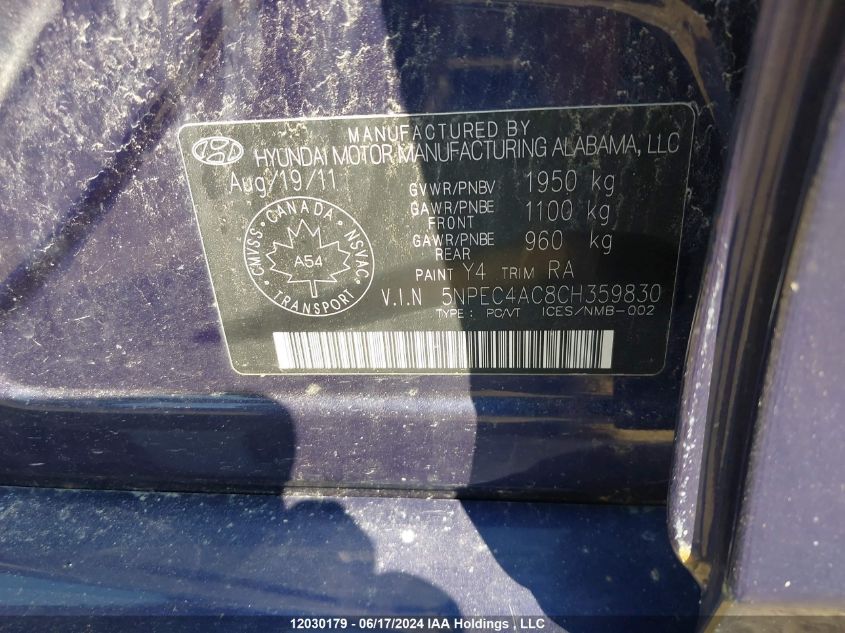 MANUFACTURED BY
HYUNDAI MOTOR MANUFACTURING ALABAMA, LLC
Aug/19/11
GVWR/PNBV 1950 kg
GAWR/PNBE FRONT 1100 kg
GAWR/PNBE REAR 960 kg
PAINT Y4 TRIM RA
CANADA
CMVSS NSVAC
A54
TRANSPORT
V.I.N 5NPEC4AC8CH359830
TYPE: PC/VT ICES/NMB-002
12030179 - 06/17/2024 IAA Holdings , LLC